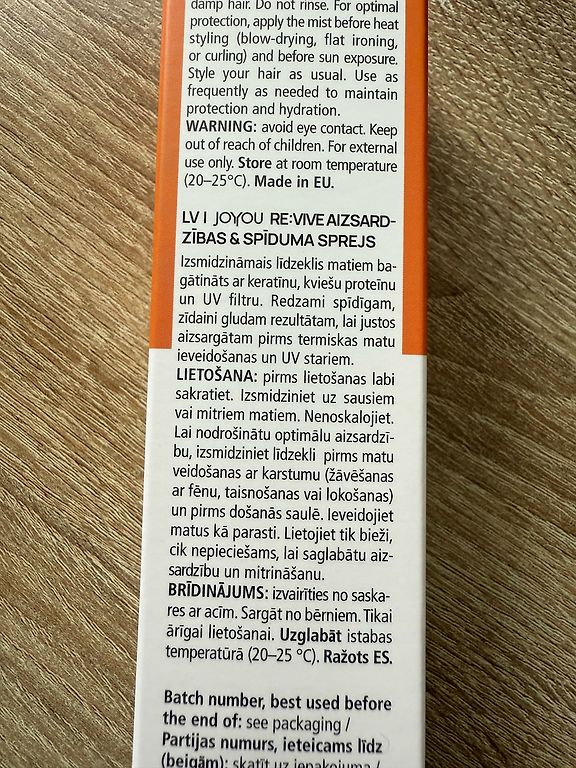 damp hair. Do not rinse. For optimal
protection, apply the mist before heat
styling (blow-drying, flat ironing,
or curling) and before sun exposure.
Style your hair as usual. Use as
frequently as needed to maintain
protection and hydration.
WARNING: avoid eye contact. Keep
out of reach of children. For external
use only. Store at room temperature
(20–25°C). Made in EU.
LV I JOYOU RE:VIVE AIZSARD-
ZĪBAS & SPĪDUMA SPREJS
Izsmidzināmais līdzeklis matiem ba-
gātināts ar keratīnu, kviešu proteīnu
un UV filtru. Redzami spīdīgam,
zīdaini gludam rezultātam, lai justos
aizsargātam pirms termiskas matu
ieveidošanas un UV stariem.
LIETOŠANA: pirms lietošanas labi
sakratiet. Izsmidziniet uz sausiem
vai mitriem matiem. Nenoskalojiet.
Lai nodrošinātu optimālu aizsardzī-
bu, izsmidziniet līdzekli pirms matu
veidošanas ar karstumu (žāvēšanas
ar fēnu, taisnošanas vai lokošanas)
un pirms došanās saulē. Ieveidojiet
matus kā parasti. Lietojiet tik bieži,
cik nepieciešams, lai saglabātu aiz-
sardzību un mitrināšanu.
BRĪDINĀJUMS: izvairīties no saska-
res ar acīm. Sargāt no bērniem. Tikai
ārīgai lietošanai. Uzglabāt istabas
temperatūrā (20–25 °C). Ražots ES.
Batch number, best used before
the end of: see packaging /
Partijas numurs, ieteicams līdz
(beigām): skatīt uz iepakojuma /